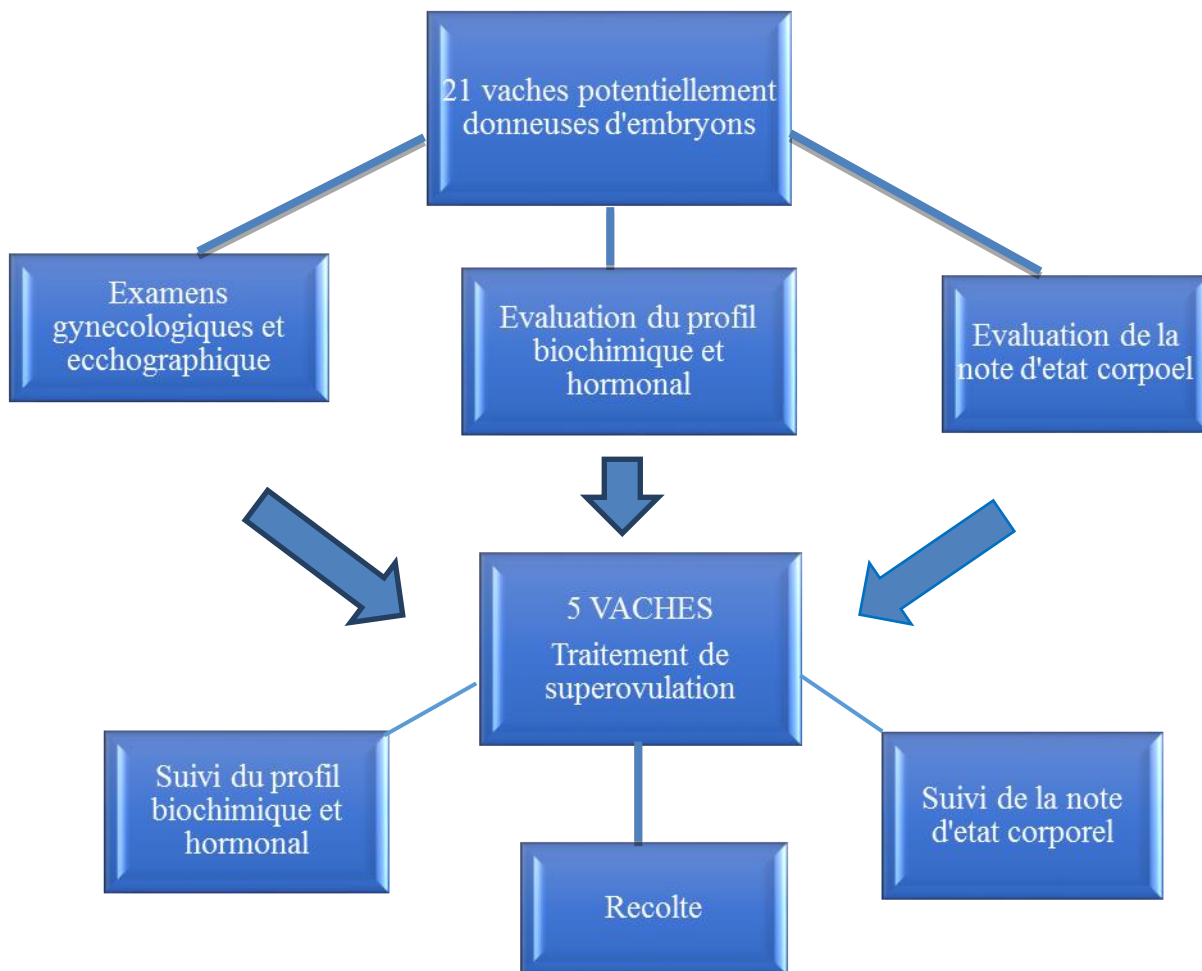 21 vaches potentiellement
donneuses d'embryons
Examens
gynecologiques et
ecchographique
Evaluation du profil
biochimique et
hormonal
Evaluation de la
note d'etat corpoel
5 VACHES
Traitement de
superovulation
Suivi du profil
biochimique et
hormonal
Recolte
Suivi de la note
d'etat corporel